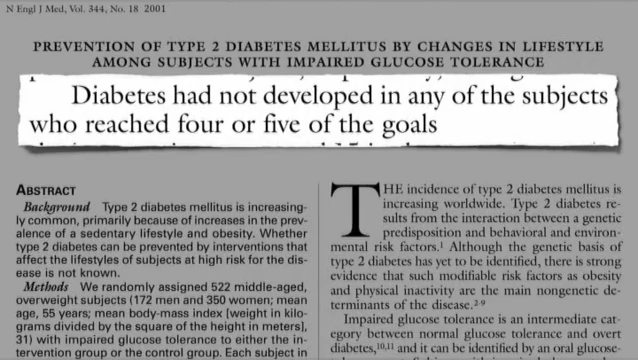 N Engl J Med, Vol. 344, No. 18 2001
PREVENTION OF TYPE 2 DIABETES MELLITUS BY CHANGES IN LIFESTYLE
AMONG SUBJECTS WITH IMPAIRED GLUCOSE TOLERANCE
Diabetes had not developed in any of the subjects
who reached four or five of the goals
ABSTRACT
Background Type 2 diabetes mellitus is increasing-
ly common, primarily because of increases in the prev-
alence of a sedentary lifestyle and obesity. Whether
type 2 diabetes can be prevented by interventions that
affect the lifestyles of subjects at high risk for the dis-
ease is not known.
Methods We randomly assigned 522 middle-aged,
overweight subjects (172 men and 350 women; mean
age, 55 years; mean body-mass index [weight in kilo-
grams divided by the square of the height in meters],
31) with impaired glucose tolerance to either the in-
tervention group or the control group. Each subject in
THE incidence of type 2 diabetes mellitus is
increasing worldwide. Type 2 diabetes re-
sults from the interaction between a genetic
predisposition and behavioral and environ-
mental risk factors.1 Although the genetic basis of
type 2 diabetes has yet to be identified, there is strong
evidence that such modifiable risk factors as obesity
and physical inactivity are the main nongenetic de-
terminants of the disease.2-9
Impaired glucose tolerance is an intermediate cat-
egory between normal glucose tolerance and overt
diabetes,10,11 and it can be identified by an oral glucose-